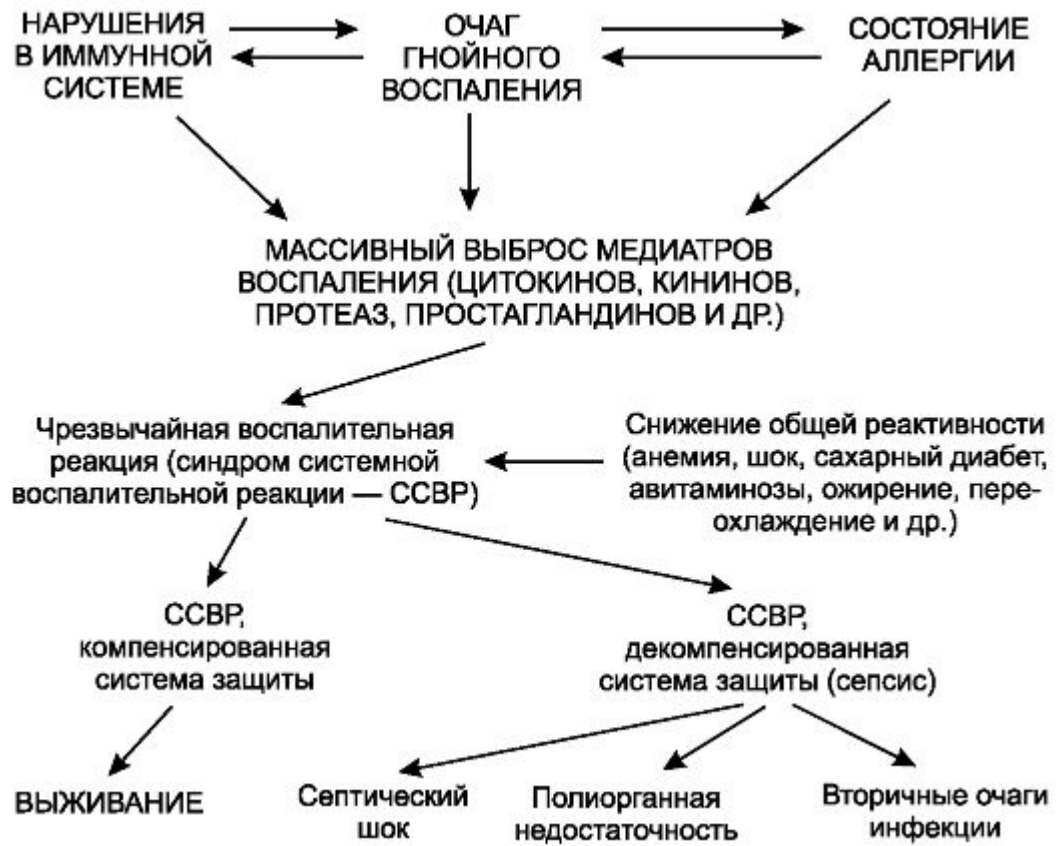 НАРУШЕНИЯ
В ИММУННОЙ
СИСТЕМЕ
ОЧАГ
ГНОЙНОГО
ВОСПАЛЕНИЯ
СОСТОЯНИЕ
АЛЛЕРГИИ
МАССИВНЫЙ ВЫБРОС МЕДИАТРОВ
ВОСПАЛЕНИЯ (ЦИТОКИНОВ, КИНИНОВ,
ПРОТЕАЗ, ПРОСТАГЛАНДИНОВ И ДР.)
Чрезвычайная воспалительная
реакция (синдром системной
воспалительной реакции — ССВР)
Снижение общей реактивности
(анемия, шок, сахарный диабет,
авитаминозы, ожирение, пере-
охлаждение и др.)
ССВР,
компенсированная
система защиты
ССВР,
декомпенсированная
система защиты (сепсис)
ВЫЖИВАНИЕ
Септический
шок
Полиорганная
недостаточность
Вторичные очаги
инфекции